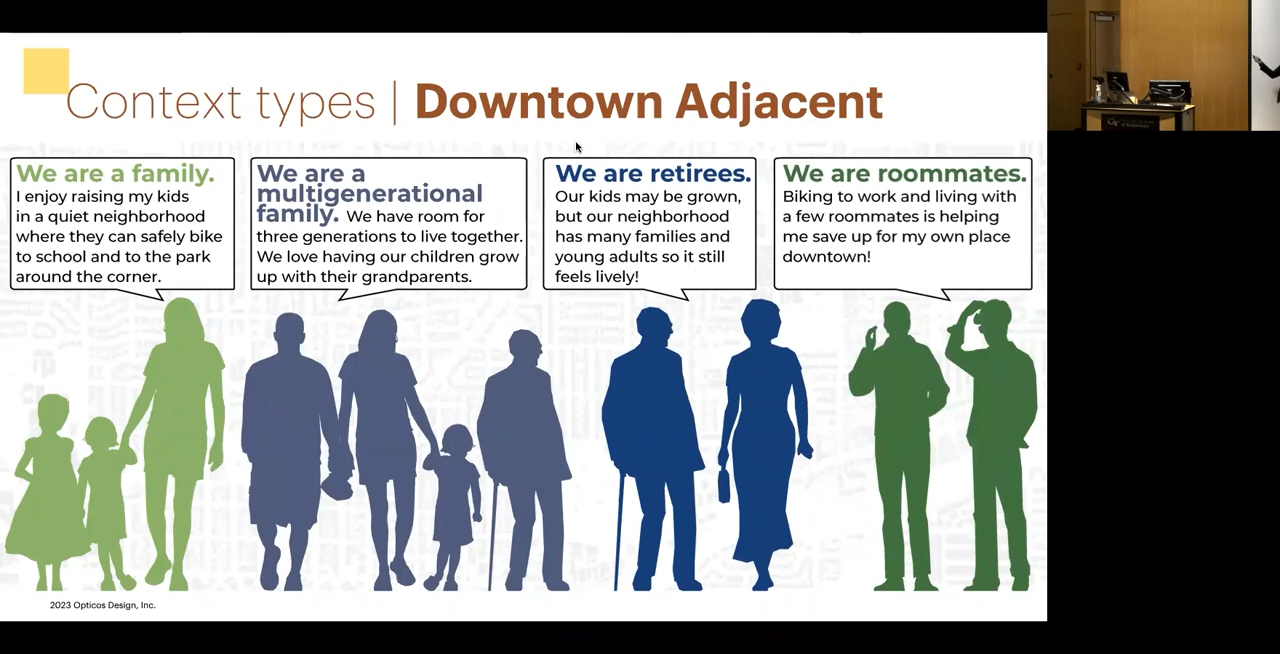 Context types | Downtown Adjacent
We are a family.
I enjoy raising my kids
in a quiet neighborhood
where they can safely bike
to school and to the park
around the corner.
We are a
multigenerational
family. We have room for
three generations to live together.
We love having our children grow
up with their grandparents.
We are retirees.
Our kids may be grown,
but our neighborhood
has many families and
young adults so it still
feels lively!
We are roommates.
Biking to work and living with
a few roommates is helping
me save up for my own place
downtown!
2023 Opticos Design, Inc.